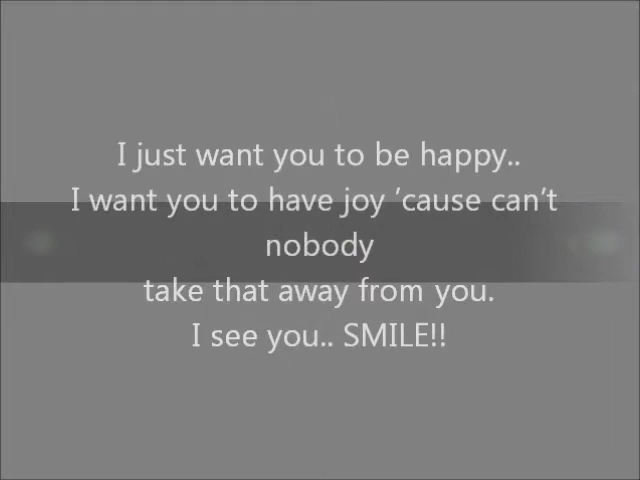 I just want you to be happy..
I want you to have joy ’cause can’t
nobody
take that away from you.
I see you.. SMILE!!